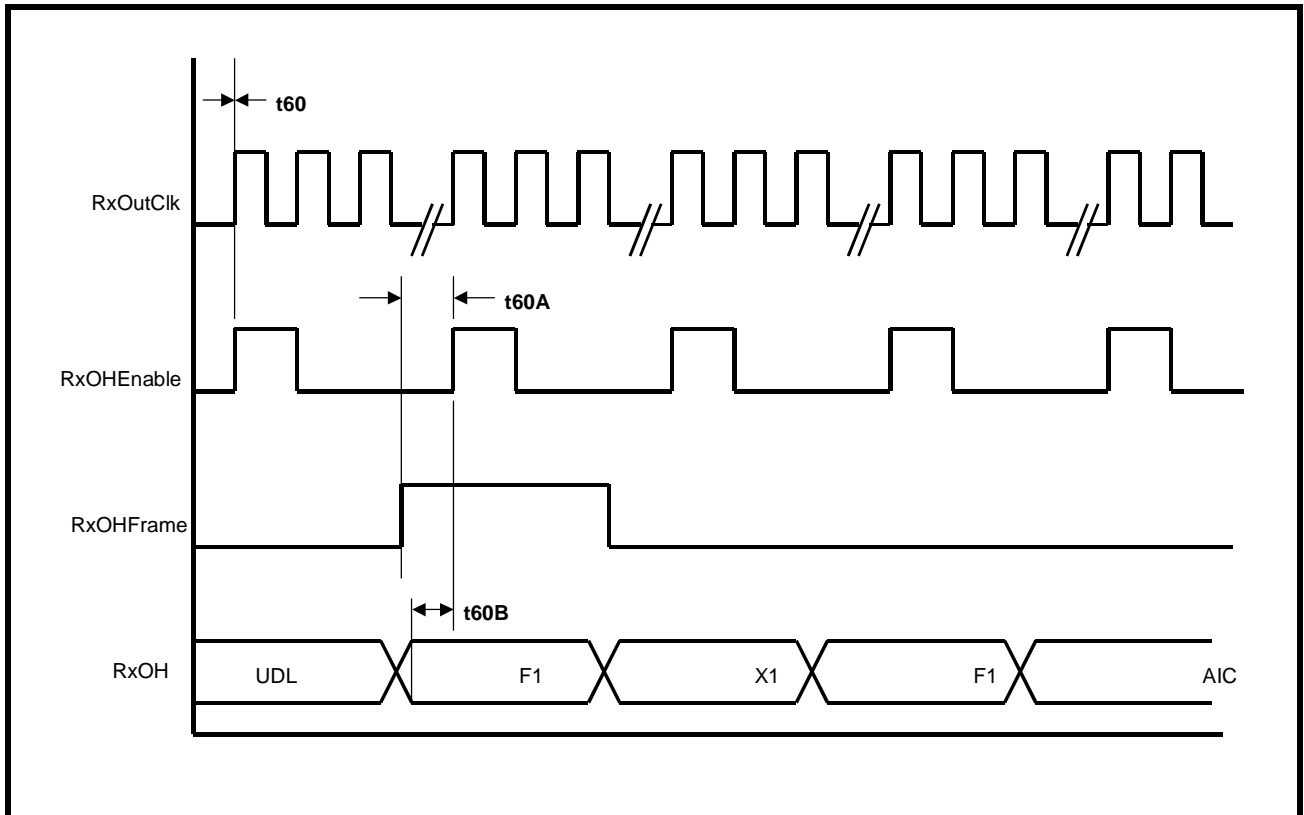 t60
RxOutClk
t60A
RxOHEnable
RxOHFrame
t60B
RxOH UDL F1 X1 F1 AIC